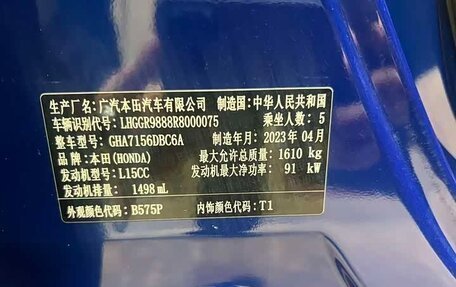 生产厂名:广汽本田汽车有限公司 制造国:中华人民共和国
车辆识别代号:LHGGR9888R8000075 乘坐人数:5
整车型号:GHA7156DBC6A 制造年月:2023年04月
品牌:本田(HONDA) 最大允许总质量:1610 kg
发动机型号:L15CC 发动机最大净功率:91 kW
发动机排量:1498 mL
外观颜色代码:B575P 内饰颜色代码:T1